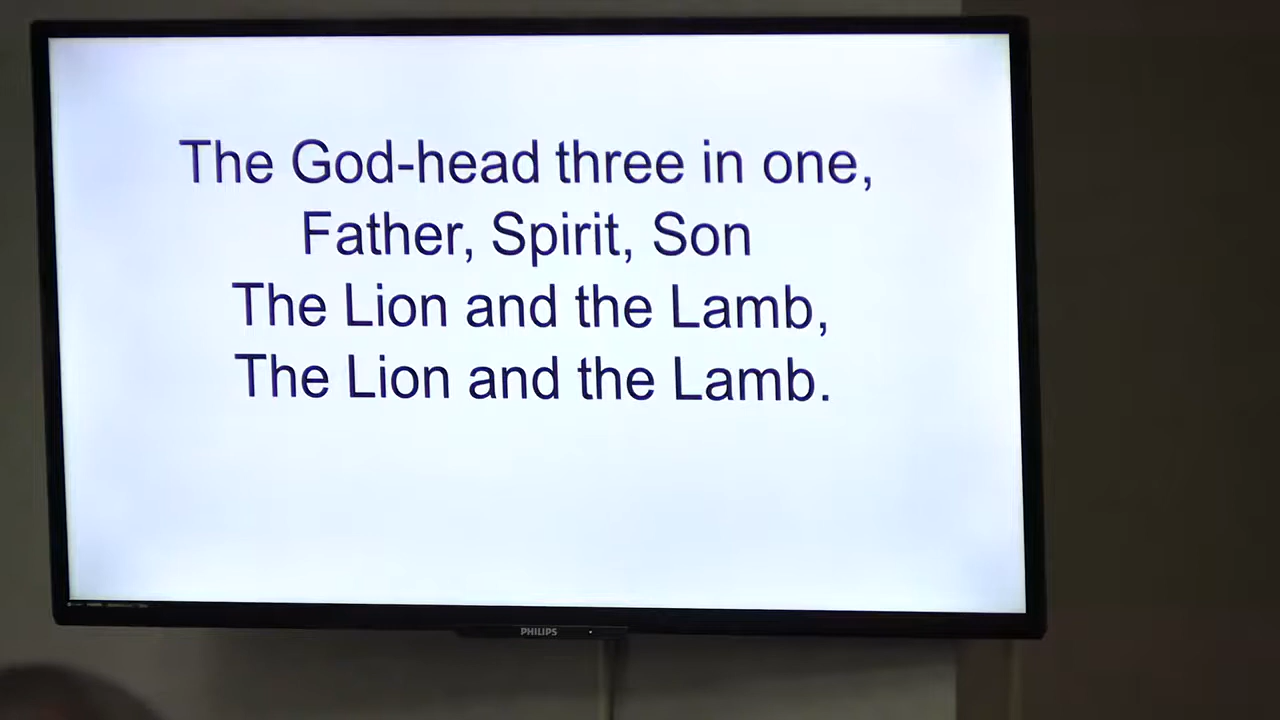 The God-head three in one,
Father, Spirit, Son
The Lion and the Lamb,
The Lion and the Lamb.
PHILIPS